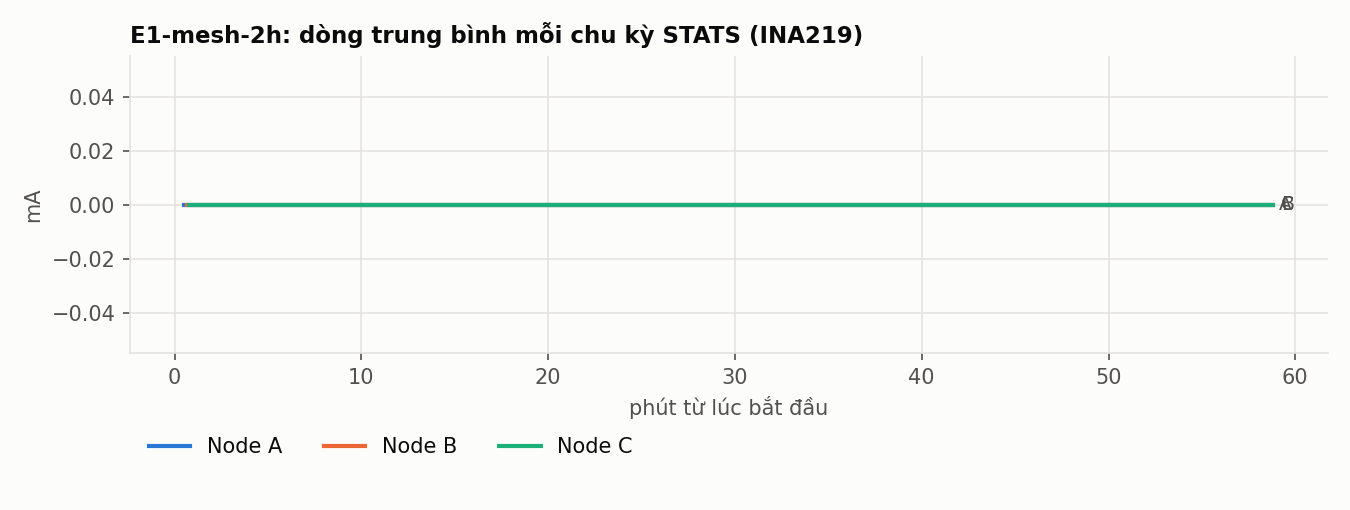 E1-mesh-2h: dòng trung bình mỗi chu kỳ STATS (INA219)
0.04
0.02
0.00
−0.02
−0.04
mA
0 10 20 30 40 50 60
phút từ lúc bắt đầu
Node A Node B Node C